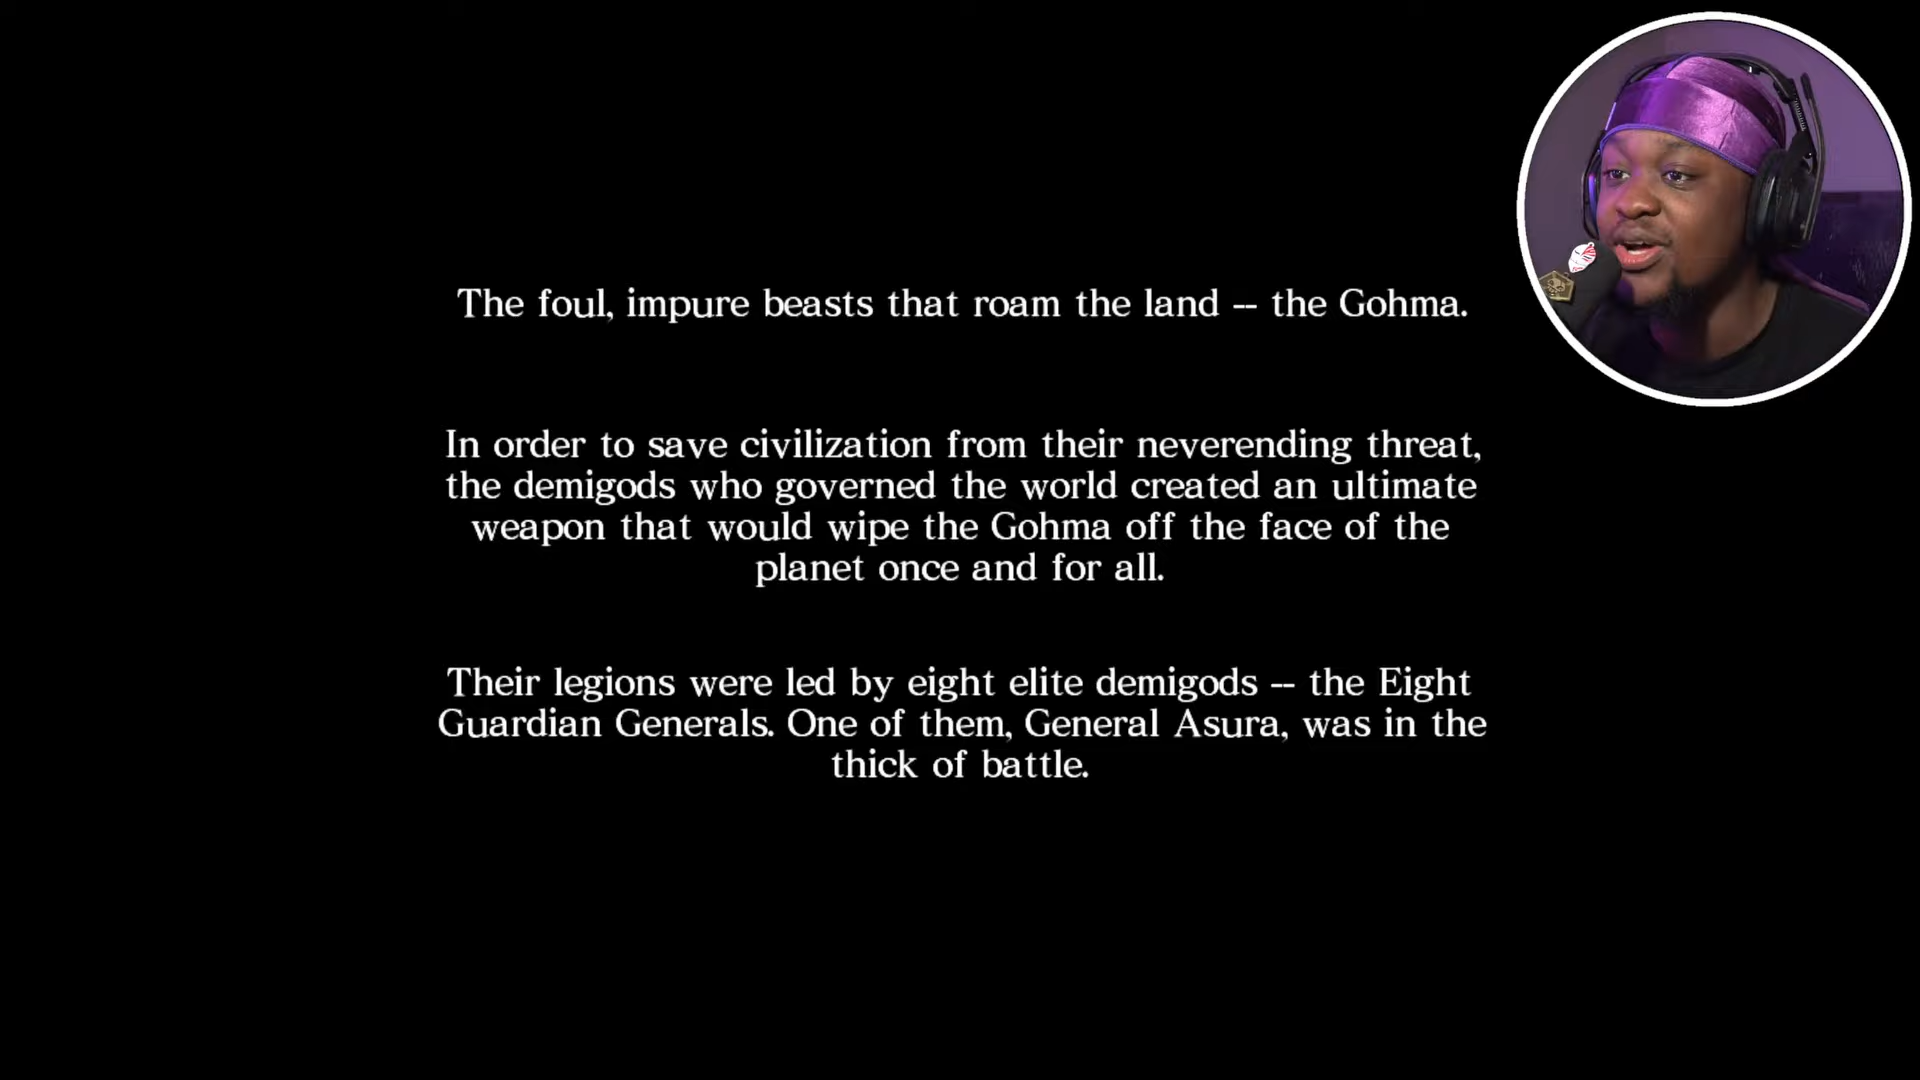 The foul, impure beasts that roam the land -- the Gohma.
In order to save civilization from their neverending threat,
the demigods who governed the world created an ultimate
weapon that would wipe the Gohma off the face of the
planet once and for all.
Their legions were led by eight elite demigods -- the Eight
Guardian Generals. One of them, General Asura, was in the
thick of battle.